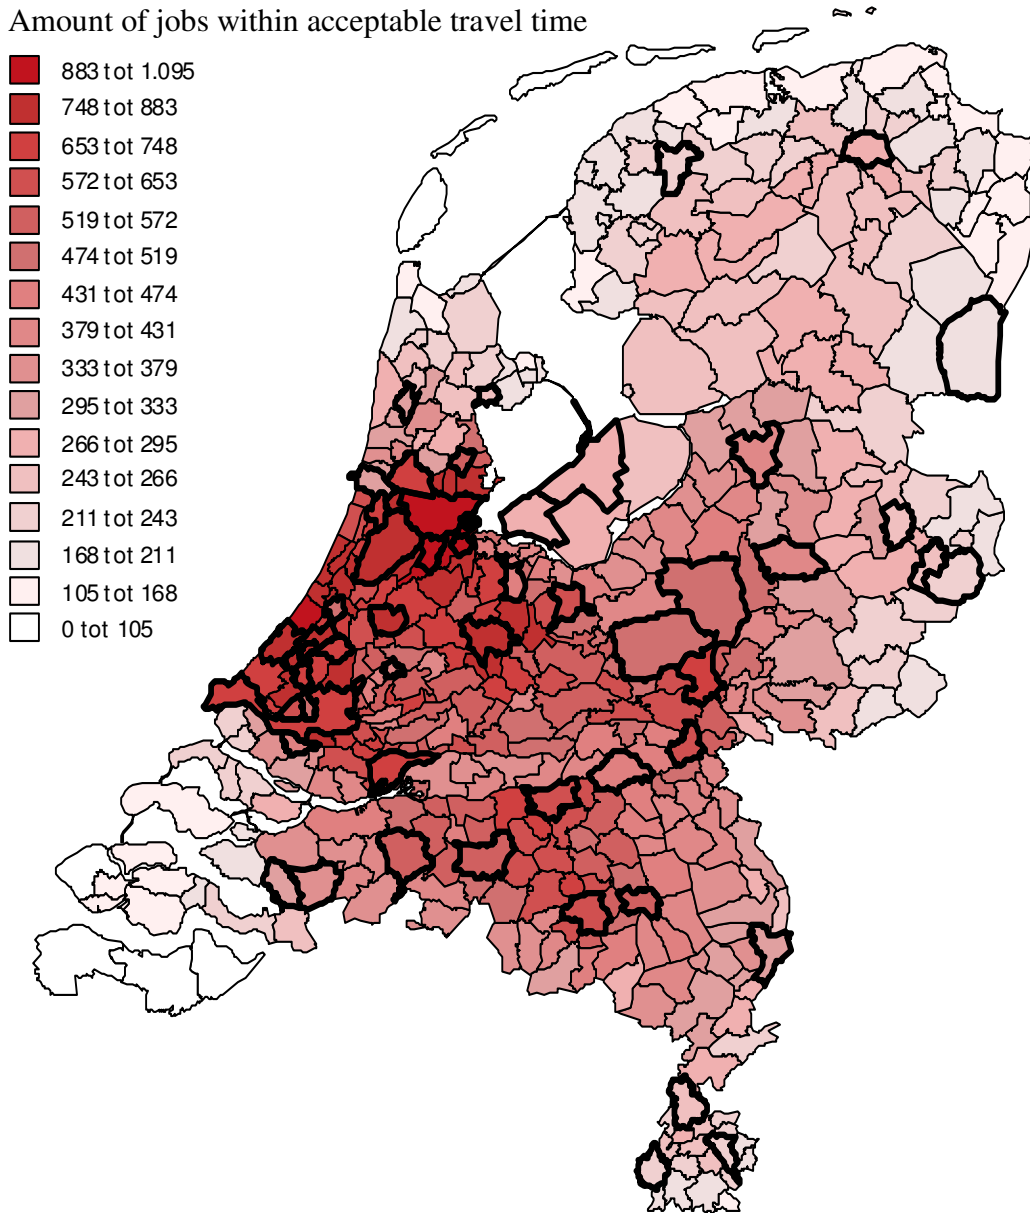 Amount of jobs within acceptable travel time
883 tot 1.095
748 tot 883
653 tot 748
572 tot 653
519 tot 572
474 tot 519
431 tot 474
379 tot 431
333 tot 379
295 tot 333
266 tot 295
243 tot 266
211 tot 243
168 tot 211
105 tot 168
0 tot 105